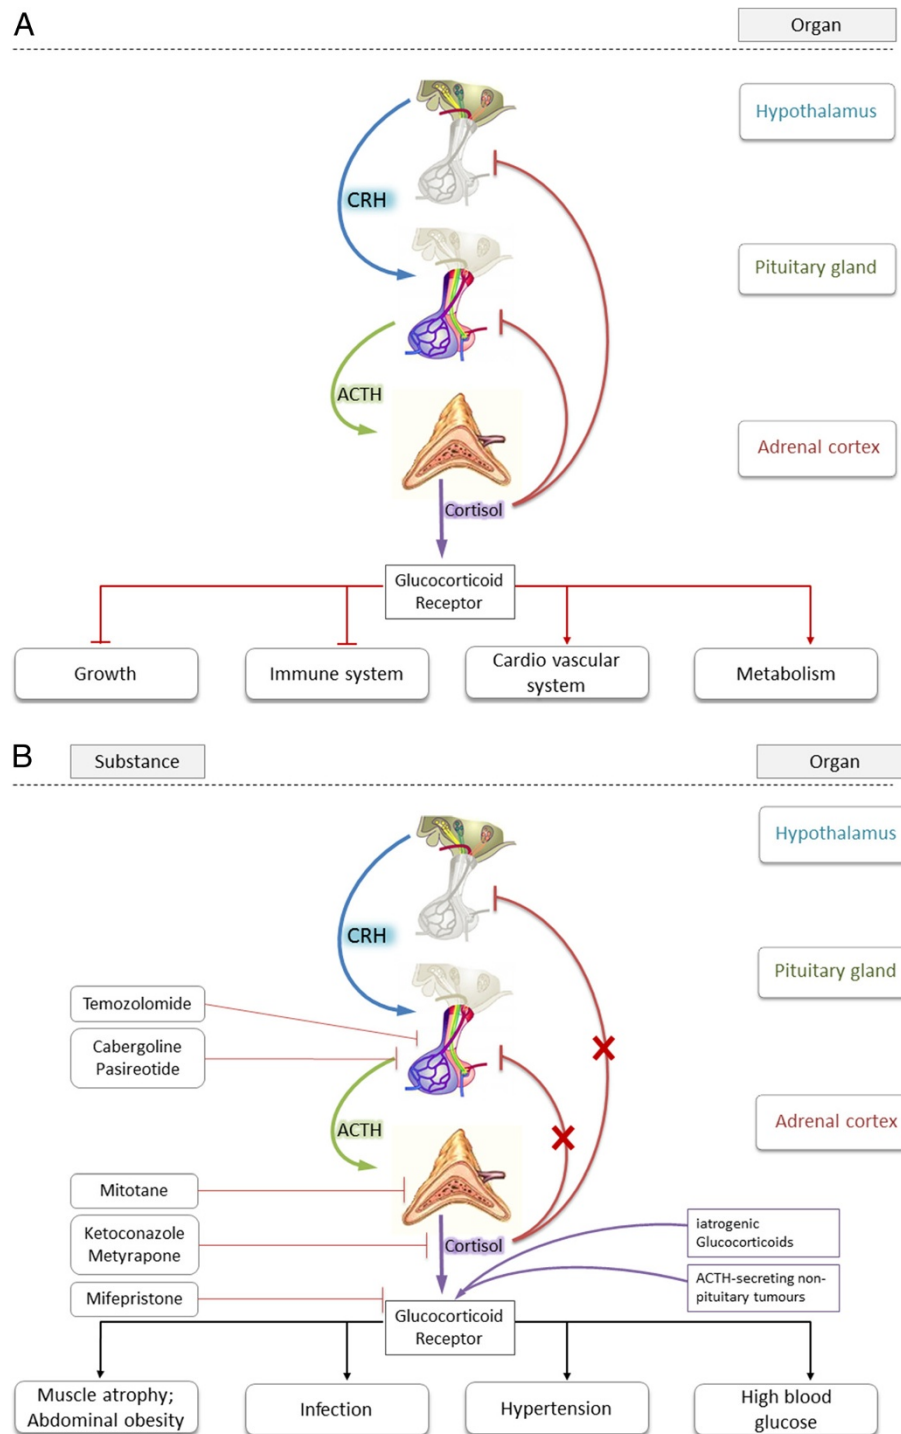 A
Organ
Hypothalamus
CRH
Pituitary gland
ACTH
Adrenal cortex
Cortisol
Glucocorticoid
Receptor
Growth
Immune system
Cardio vascular
system
Metabolism
B
Substance
Organ
Hypothalamus
CRH
Pituitary gland
Temozolomide
Cabergoline
Pasireotide
ACTH
Adrenal cortex
Mitotane
Ketoconazole
Metyrapone
Cortisol
iatrogenic
Glucocorticoids
ACTH-secreting non-
pituitary tumours
Mifepristone
Glucocorticoid
Receptor
Muscle atrophy;
Abdominal obesity
Infection
Hypertension
High blood
glucose